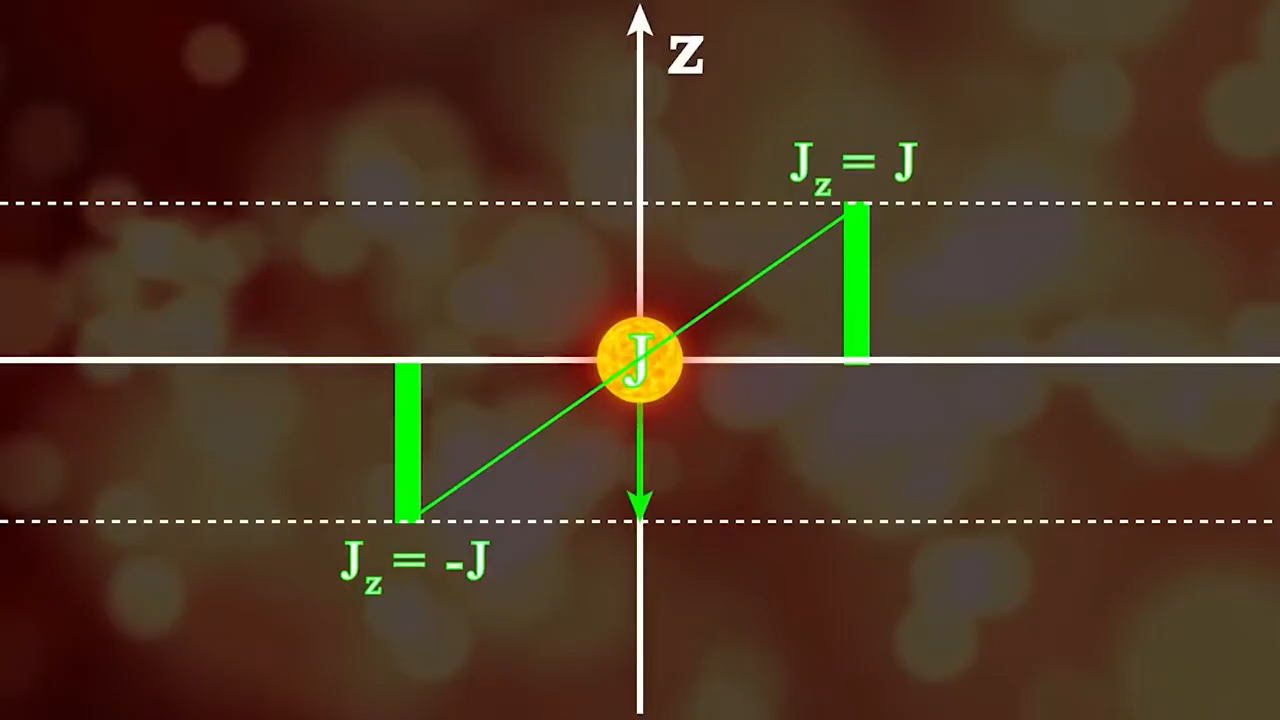 z
J_z = J
J
J_z = -J